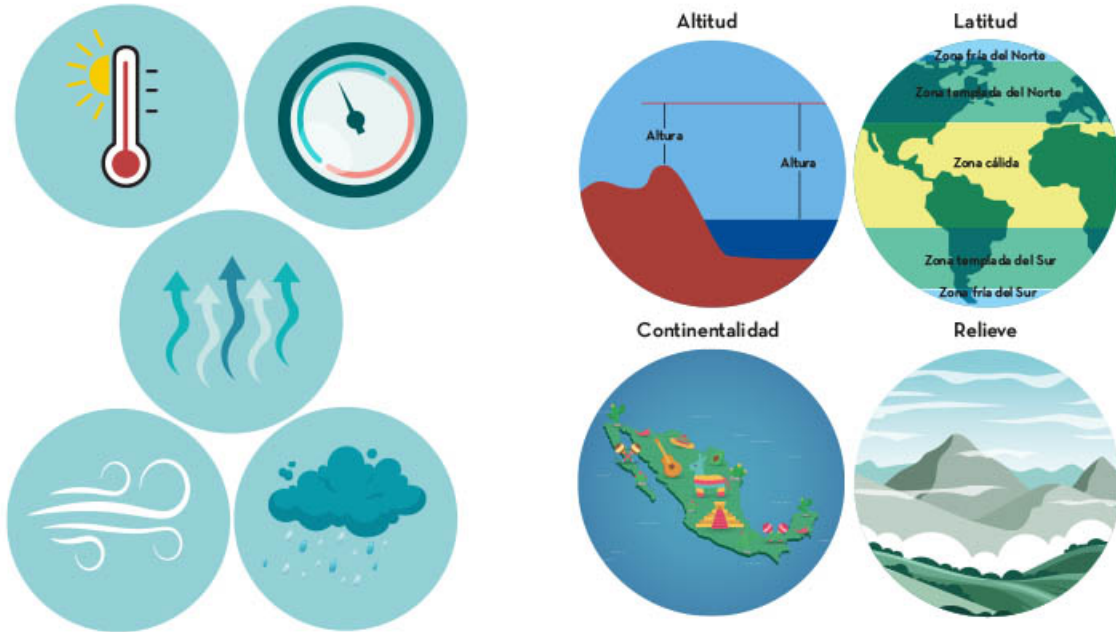 Altitud
Altura
Altura
Latitud
Zona fría del Norte
Zona templada del Norte
Zona cálida
Zona templada del Sur
Zona fría del Sur
Continentalidad
Relieve